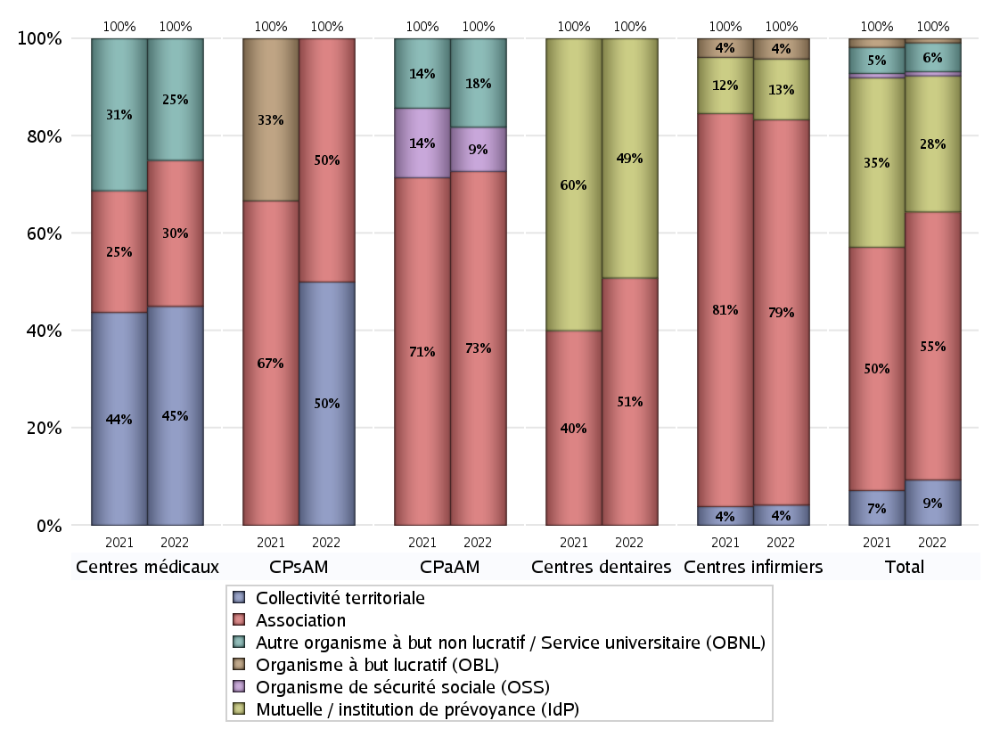 100% 100% 100% 100% 100% 100% 100% 100% 100% 100% 100% 100%
100%
80%
60%
40%
20%
0%
31% 25% 44%
25% 30% 45%
33% 67%
50% 50%
14% 14% 71%
18% 9% 73%
60% 40%
49% 51%
4% 12% 81% 4%
4% 13% 79% 4%
5% 35% 50% 7%
6% 28% 55% 9%
2021 2022 2021 2022 2021 2022 2021 2022 2021 2022 2021 2022
Centres médicaux CPsAM CPaAM Centres dentaires Centres infirmiers Total
Collectivité territoriale
Association
Autre organisme à but non lucratif / Service universitaire (OBNL)
Organisme à but lucratif (OBL)
Organisme de sécurité sociale (OSS)
Mutuelle / institution de prévoyance (IdP)